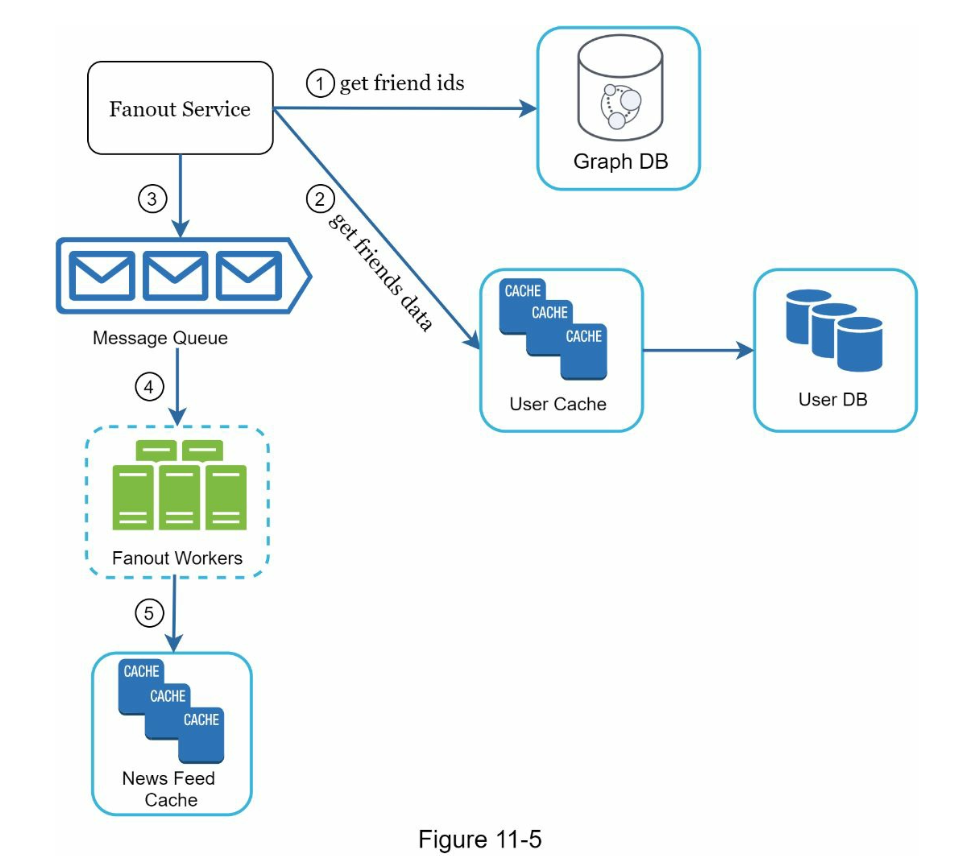 Fanout Service
1 get friend ids
Graph DB
2 get friends data
3
Message Queue
CACHE
CACHE
CACHE
User Cache
User DB
4
Fanout Workers
5
CACHE
CACHE
CACHE
News Feed
Cache
Figure 11-5